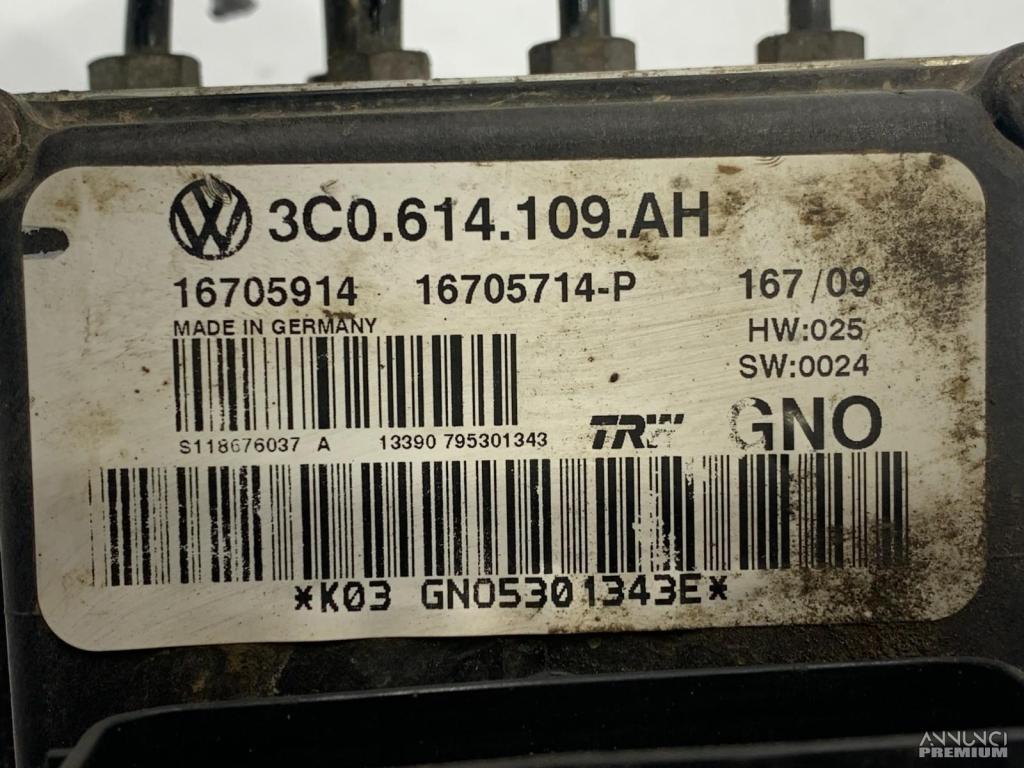 3C0.614.109.AH
16705914 16705714-P 167/09
MADE IN GERMANY HW:025
SW:0024
S118676037 A 13390 795301343 TRW GNO
*K03 GNO5301343E*
ANNUNCI
PREMIUM